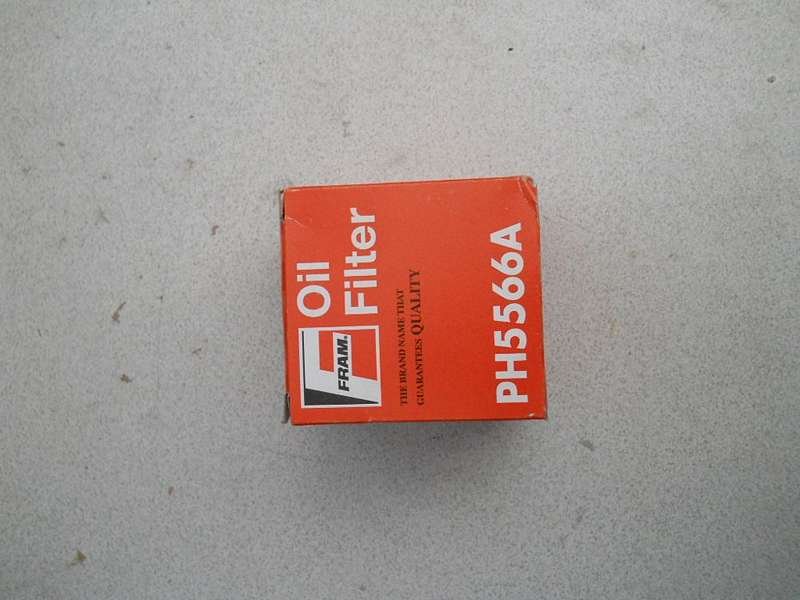 FRAM
Oil
Filter
THE BRAND NAME THAT
GUARANTEES QUALITY
PH5566A